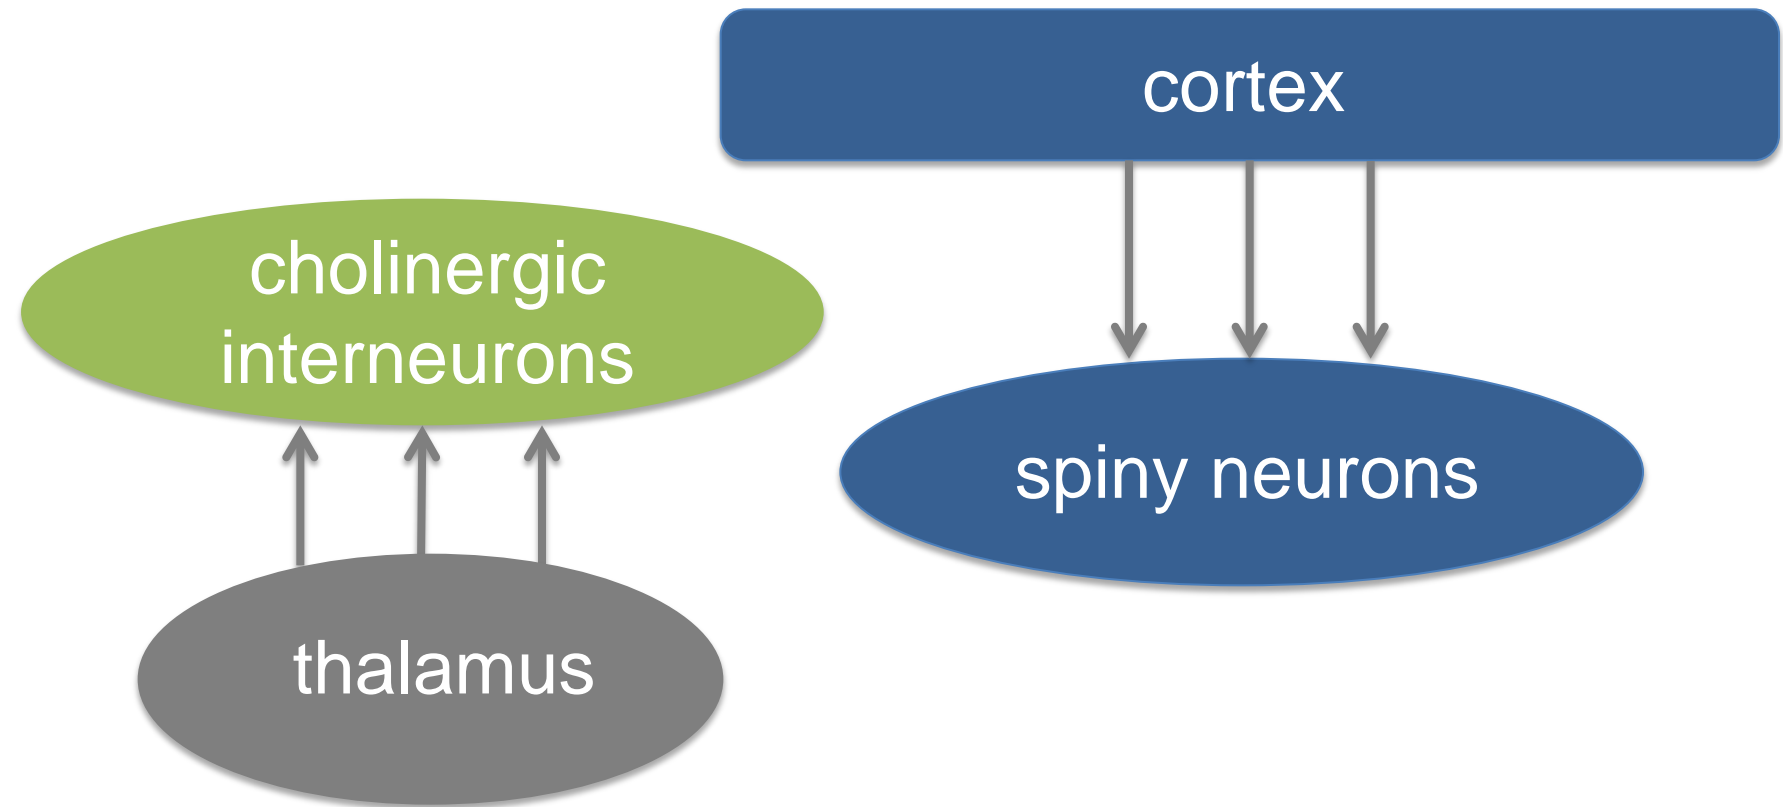 cortex
cholinergic
interneurons
spiny neurons
thalamus